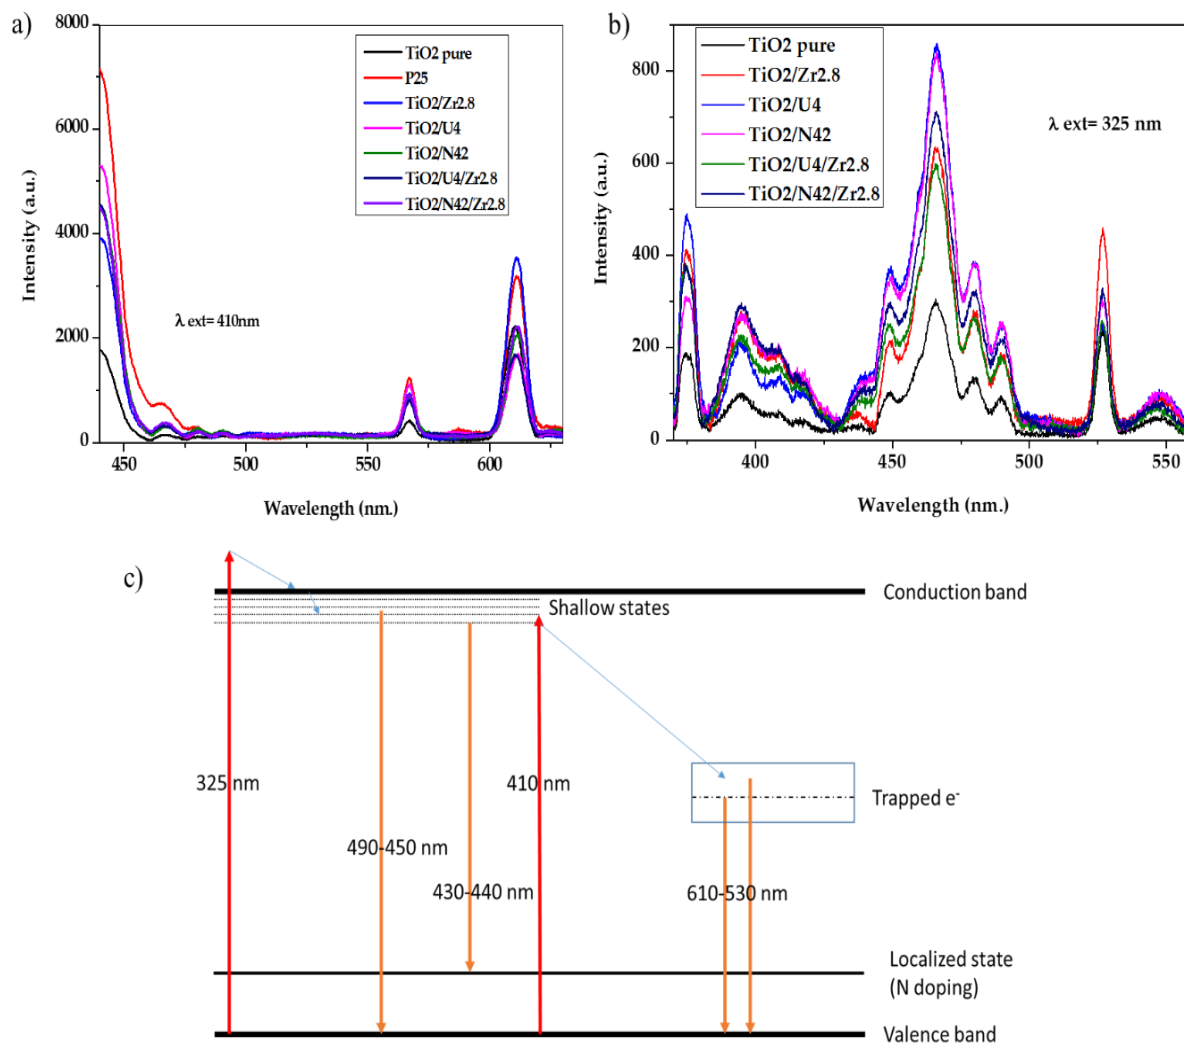 a)
8000
6000
4000
2000
0
Intensity (a.u.)
TiO2 pure
P25
TiO2/Zr2.8
TiO2/U4
TiO2/N42
TiO2/U4/Zr2.8
TiO2/N42/Zr2.8
λ ext= 410nm
450 500 550 600
Wavelength (nm.)
b)
800
600
400
200
0
Intensity (a.u.)
TiO2 pure
TiO2/Zr2.8
TiO2/U4
TiO2/N42
TiO2/U4/Zr2.8
TiO2/N42/Zr2.8
λ ext= 325 nm
400 450 500 550
Wavelength (nm.)
c)
Conduction band
Shallow states
325 nm
410 nm
Trapped e⁻
490-450 nm
430-440 nm
610-530 nm
Localized state
(N doping)
Valence band